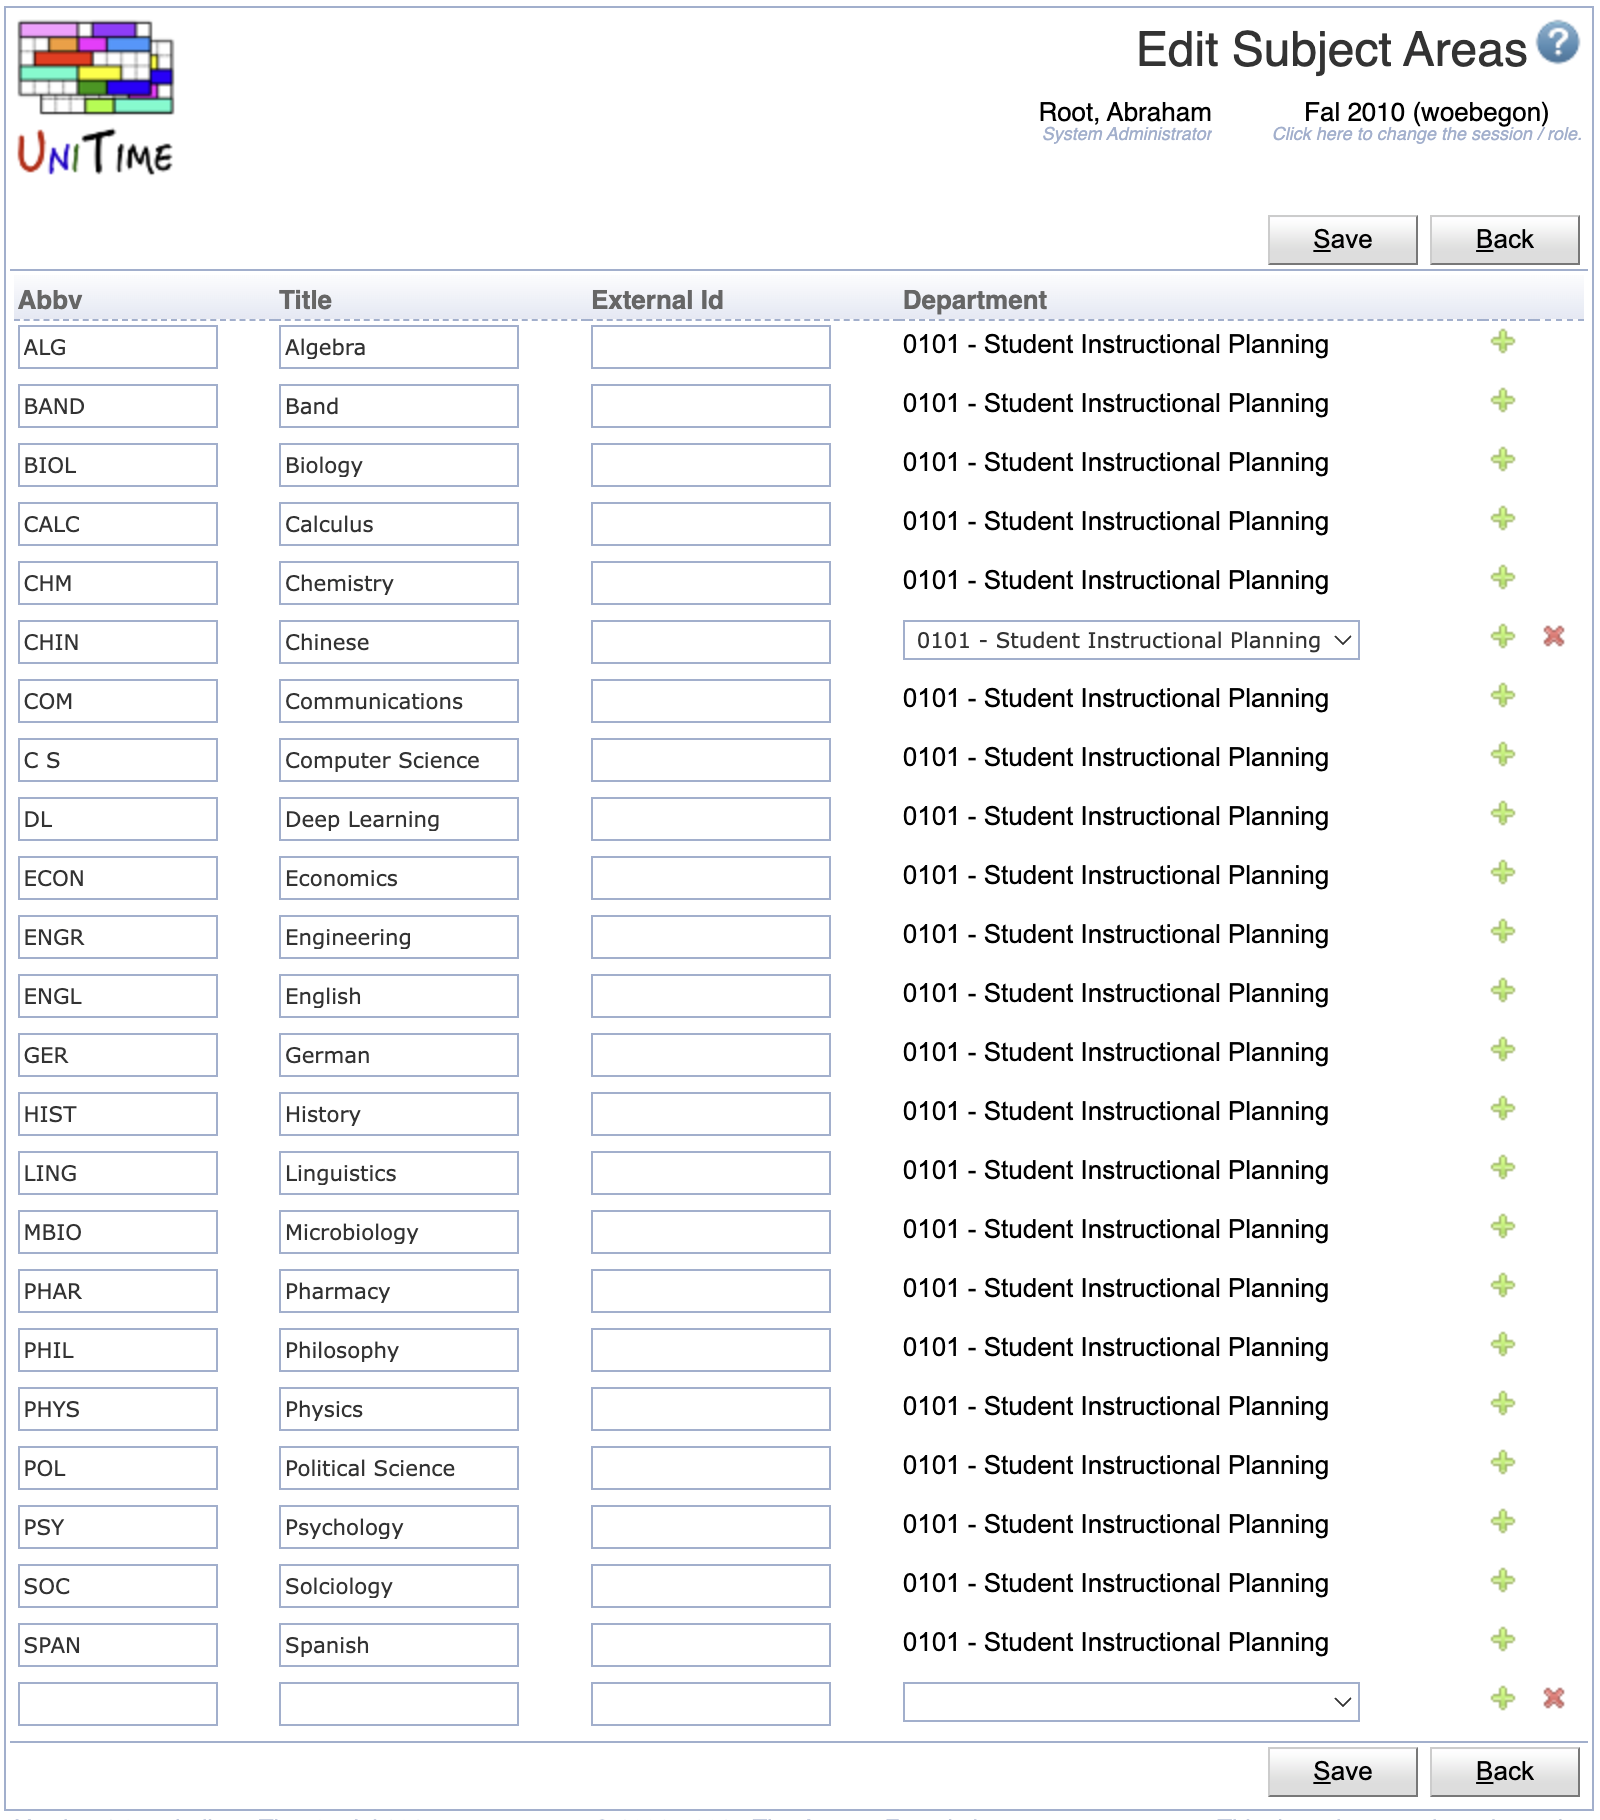 Edit Subject Areas ?
Root, Abraham Fal 2010 (woebegon)
System Administrator Click here to change the session / role.
UNITIME
Save Back
Abbv Title External Id Department
ALG Algebra 0101 - Student Instructional Planning
BAND Band 0101 - Student Instructional Planning
BIOL Biology 0101 - Student Instructional Planning
CALC Calculus 0101 - Student Instructional Planning
CHM Chemistry 0101 - Student Instructional Planning
CHIN Chinese 0101 - Student Instructional Planning
COM Communications 0101 - Student Instructional Planning
C S Computer Science 0101 - Student Instructional Planning
DL Deep Learning 0101 - Student Instructional Planning
ECON Economics 0101 - Student Instructional Planning
ENGR Engineering 0101 - Student Instructional Planning
ENGL English 0101 - Student Instructional Planning
GER German 0101 - Student Instructional Planning
HIST History 0101 - Student Instructional Planning
LING Linguistics 0101 - Student Instructional Planning
MBIO Microbiology 0101 - Student Instructional Planning
PHAR Pharmacy 0101 - Student Instructional Planning
PHIL Philosophy 0101 - Student Instructional Planning
PHYS Physics 0101 - Student Instructional Planning
POL Political Science 0101 - Student Instructional Planning
PSY Psychology 0101 - Student Instructional Planning
SOC Solciology 0101 - Student Instructional Planning
SPAN Spanish 0101 - Student Instructional Planning
Save Back